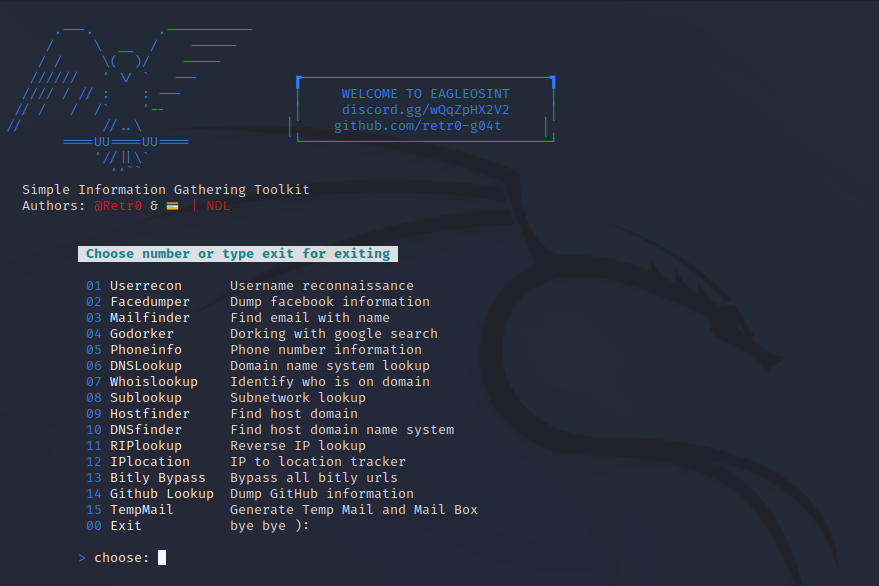 WELCOME TO EAGLEOSINT
discord.gg/wQqZpHX2V2
github.com/retr0-g04t
Simple Information Gathering Toolkit
Authors: @Retr0 & 💳 | NDL
Choose number or type exit for exiting
01 Userrecon Username reconnaissance
02 Facedumper Dump facebook information
03 Mailfinder Find email with name
04 Godorker Dorking with google search
05 Phoneinfo Phone number information
06 DNSLookup Domain name system lookup
07 Whoislookup Identify who is on domain
08 Sublookup Subnetwork lookup
09 Hostfinder Find host domain
10 DNSfinder Find host domain name system
11 RIPlookup Reverse IP lookup
12 IPlocation IP to location tracker
13 Bitly Bypass Bypass all bitly urls
14 Github Lookup Dump GitHub information
15 TempMail Generate Temp Mail and Mail Box
00 Exit bye bye ):
> choose: